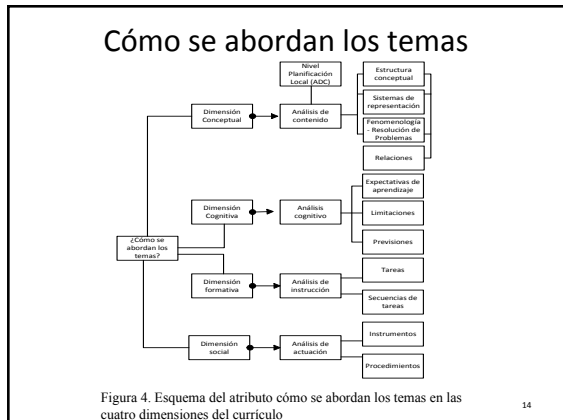 Cómo se abordan los temas
Nivel
Planificación
Local (ADC)
Estructura
conceptual
Dimensión
Conceptual
Análisis de
contenido
Sistemas de
representación
Fenomenología
- Resolución de
Problemas
Relaciones
Expectativas de
aprendizaje
Dimensión
Cognitiva
Análisis
cognitivo
Limitaciones
Previsiones
¿Cómo se
abordan los
temas?
Dimensión
formativa
Análisis de
instrucción
Tareas
Secuencias de
tareas
Dimensión
social
Análisis de
actuación
Instrumentos
Procedimientos
Figura 4. Esquema del atributo cómo se abordan los temas en las
cuatro dimensiones del currículo
14